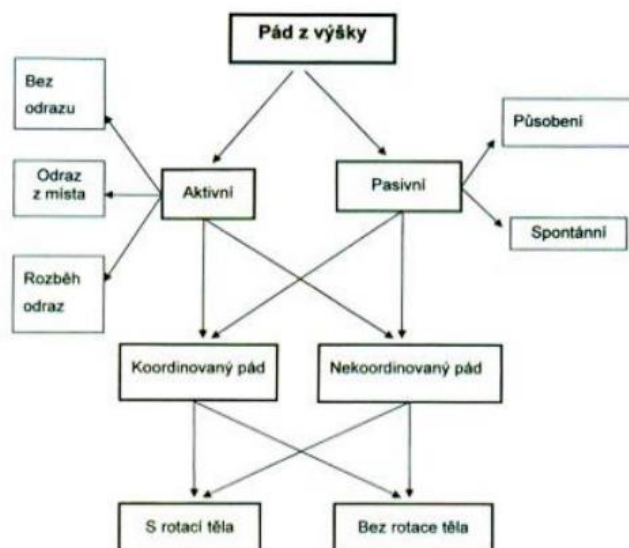 Pád z výšky
Bez
odrazu
Působení
Odraz
z místa
Aktivní
Pasivní
Spontánní
Rozběh
odraz
Koordinovaný pád
Nekoordinovaný pád
S rotací těla
Bez rotace těla